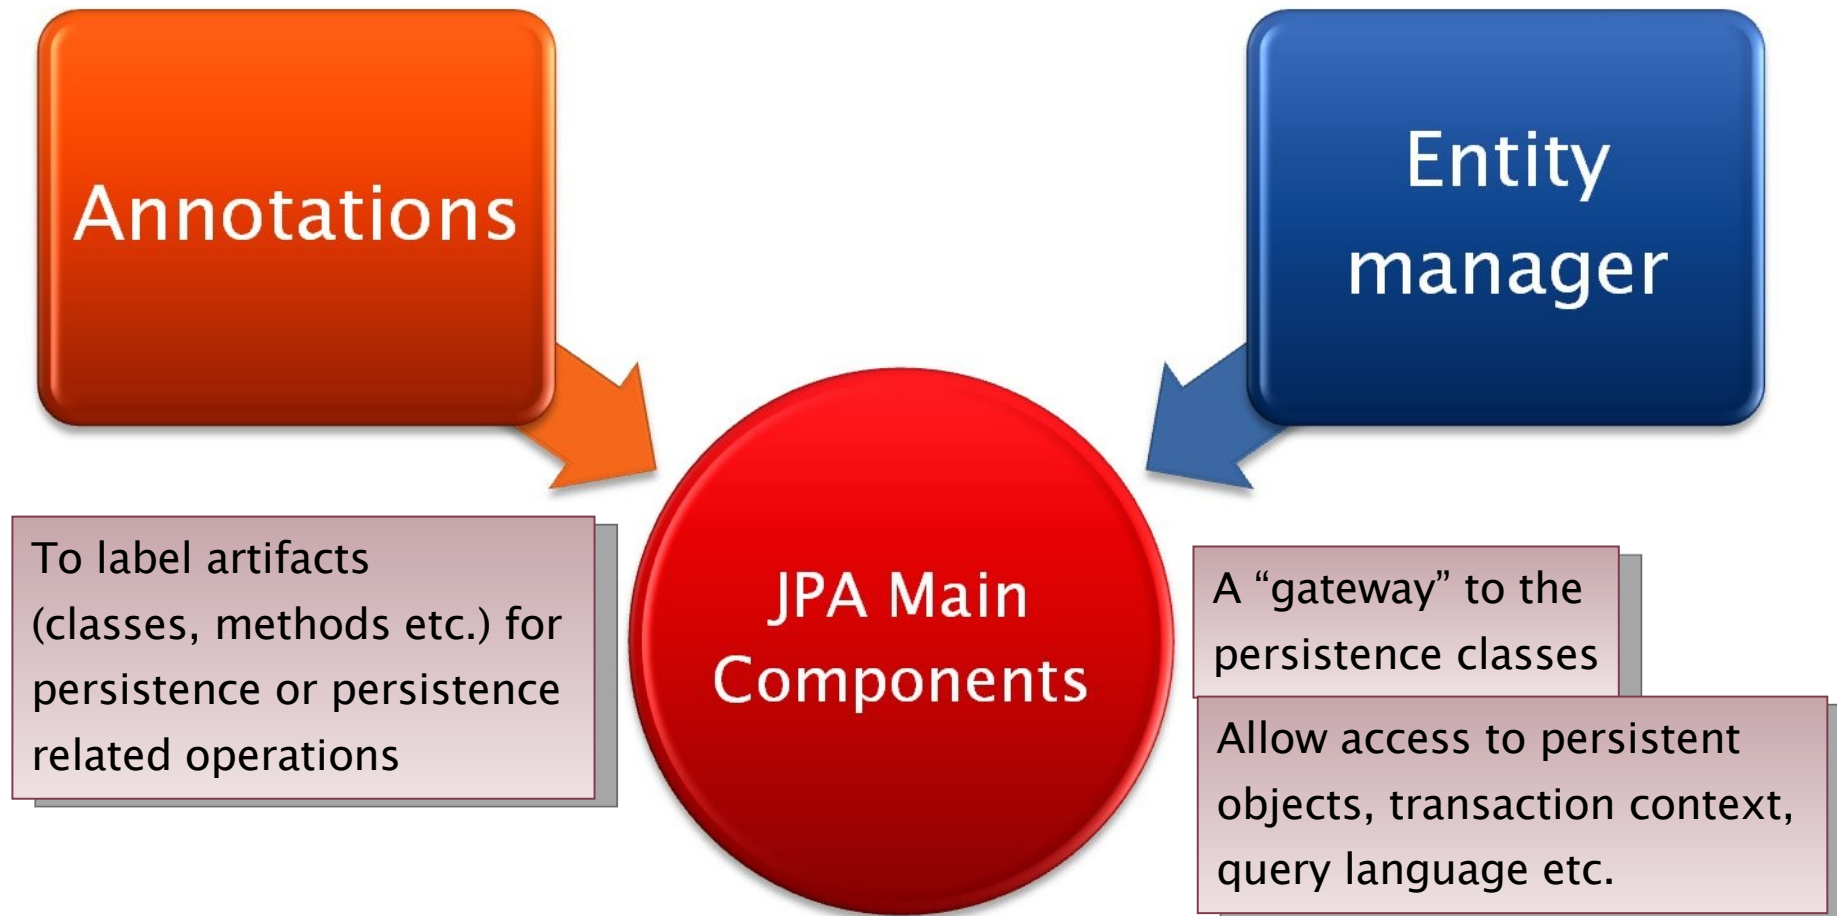 Annotations
Entity
manager
JPA Main
Components
To label artifacts
(classes, methods etc.) for
persistence or persistence
related operations
A “gateway” to the
persistence classes
Allow access to persistent
objects, transaction context,
query language etc.